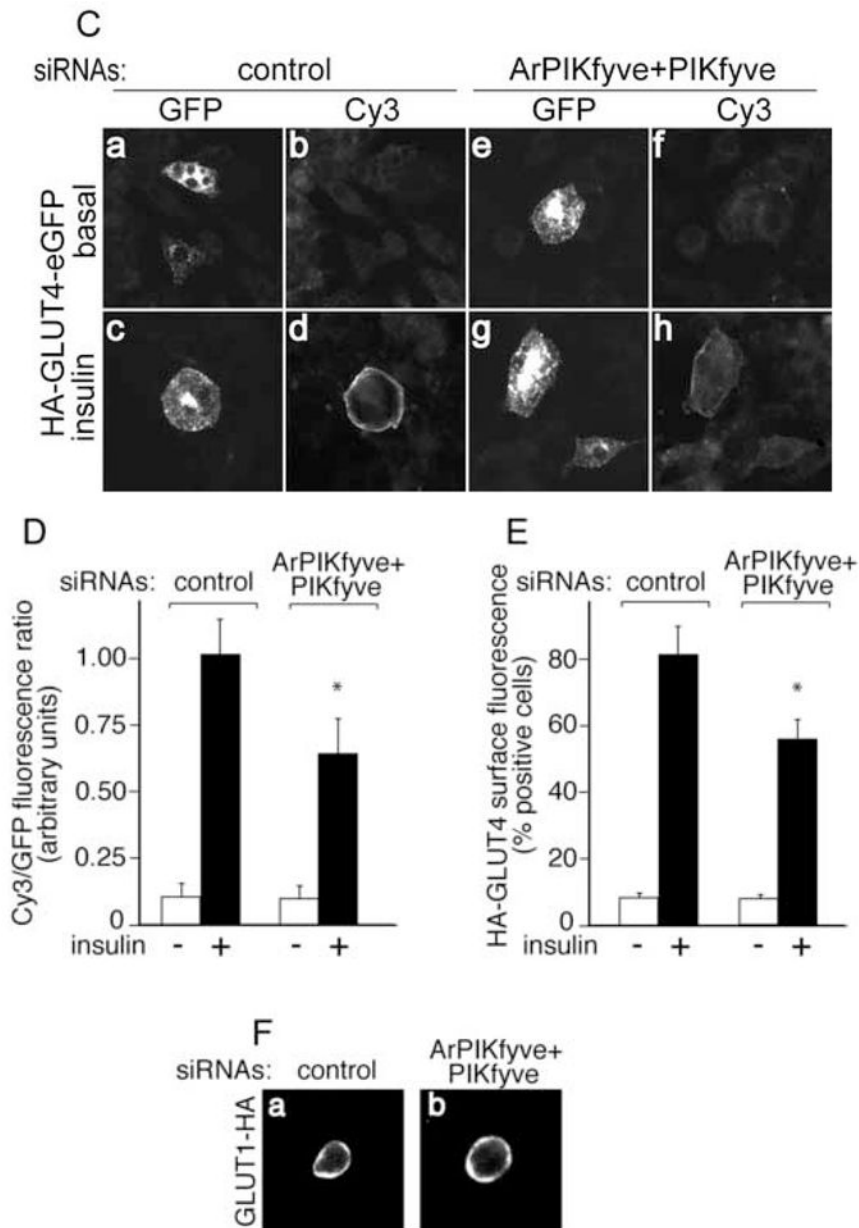 C
siRNAs: control ArPIKfyve+PIKfyve
GFP Cy3 GFP Cy3
HA-GLUT4-eGFP
basal
insulin
a b e f
c d g h
D
siRNAs: control ArPIKfyve+
PIKfyve
Cy3/GFP fluorescence ratio
(arbitrary units)
1.00
0.75
0.50
0.25
0
*
insulin - + - +
E
siRNAs: control ArPIKfyve+
PIKfyve
HA-GLUT4 surface fluorescence
(% positive cells)
80
60
40
20
0
*
insulin - + - +
F
siRNAs: control ArPIKfyve+
PIKfyve
GLUT1-HA
a b